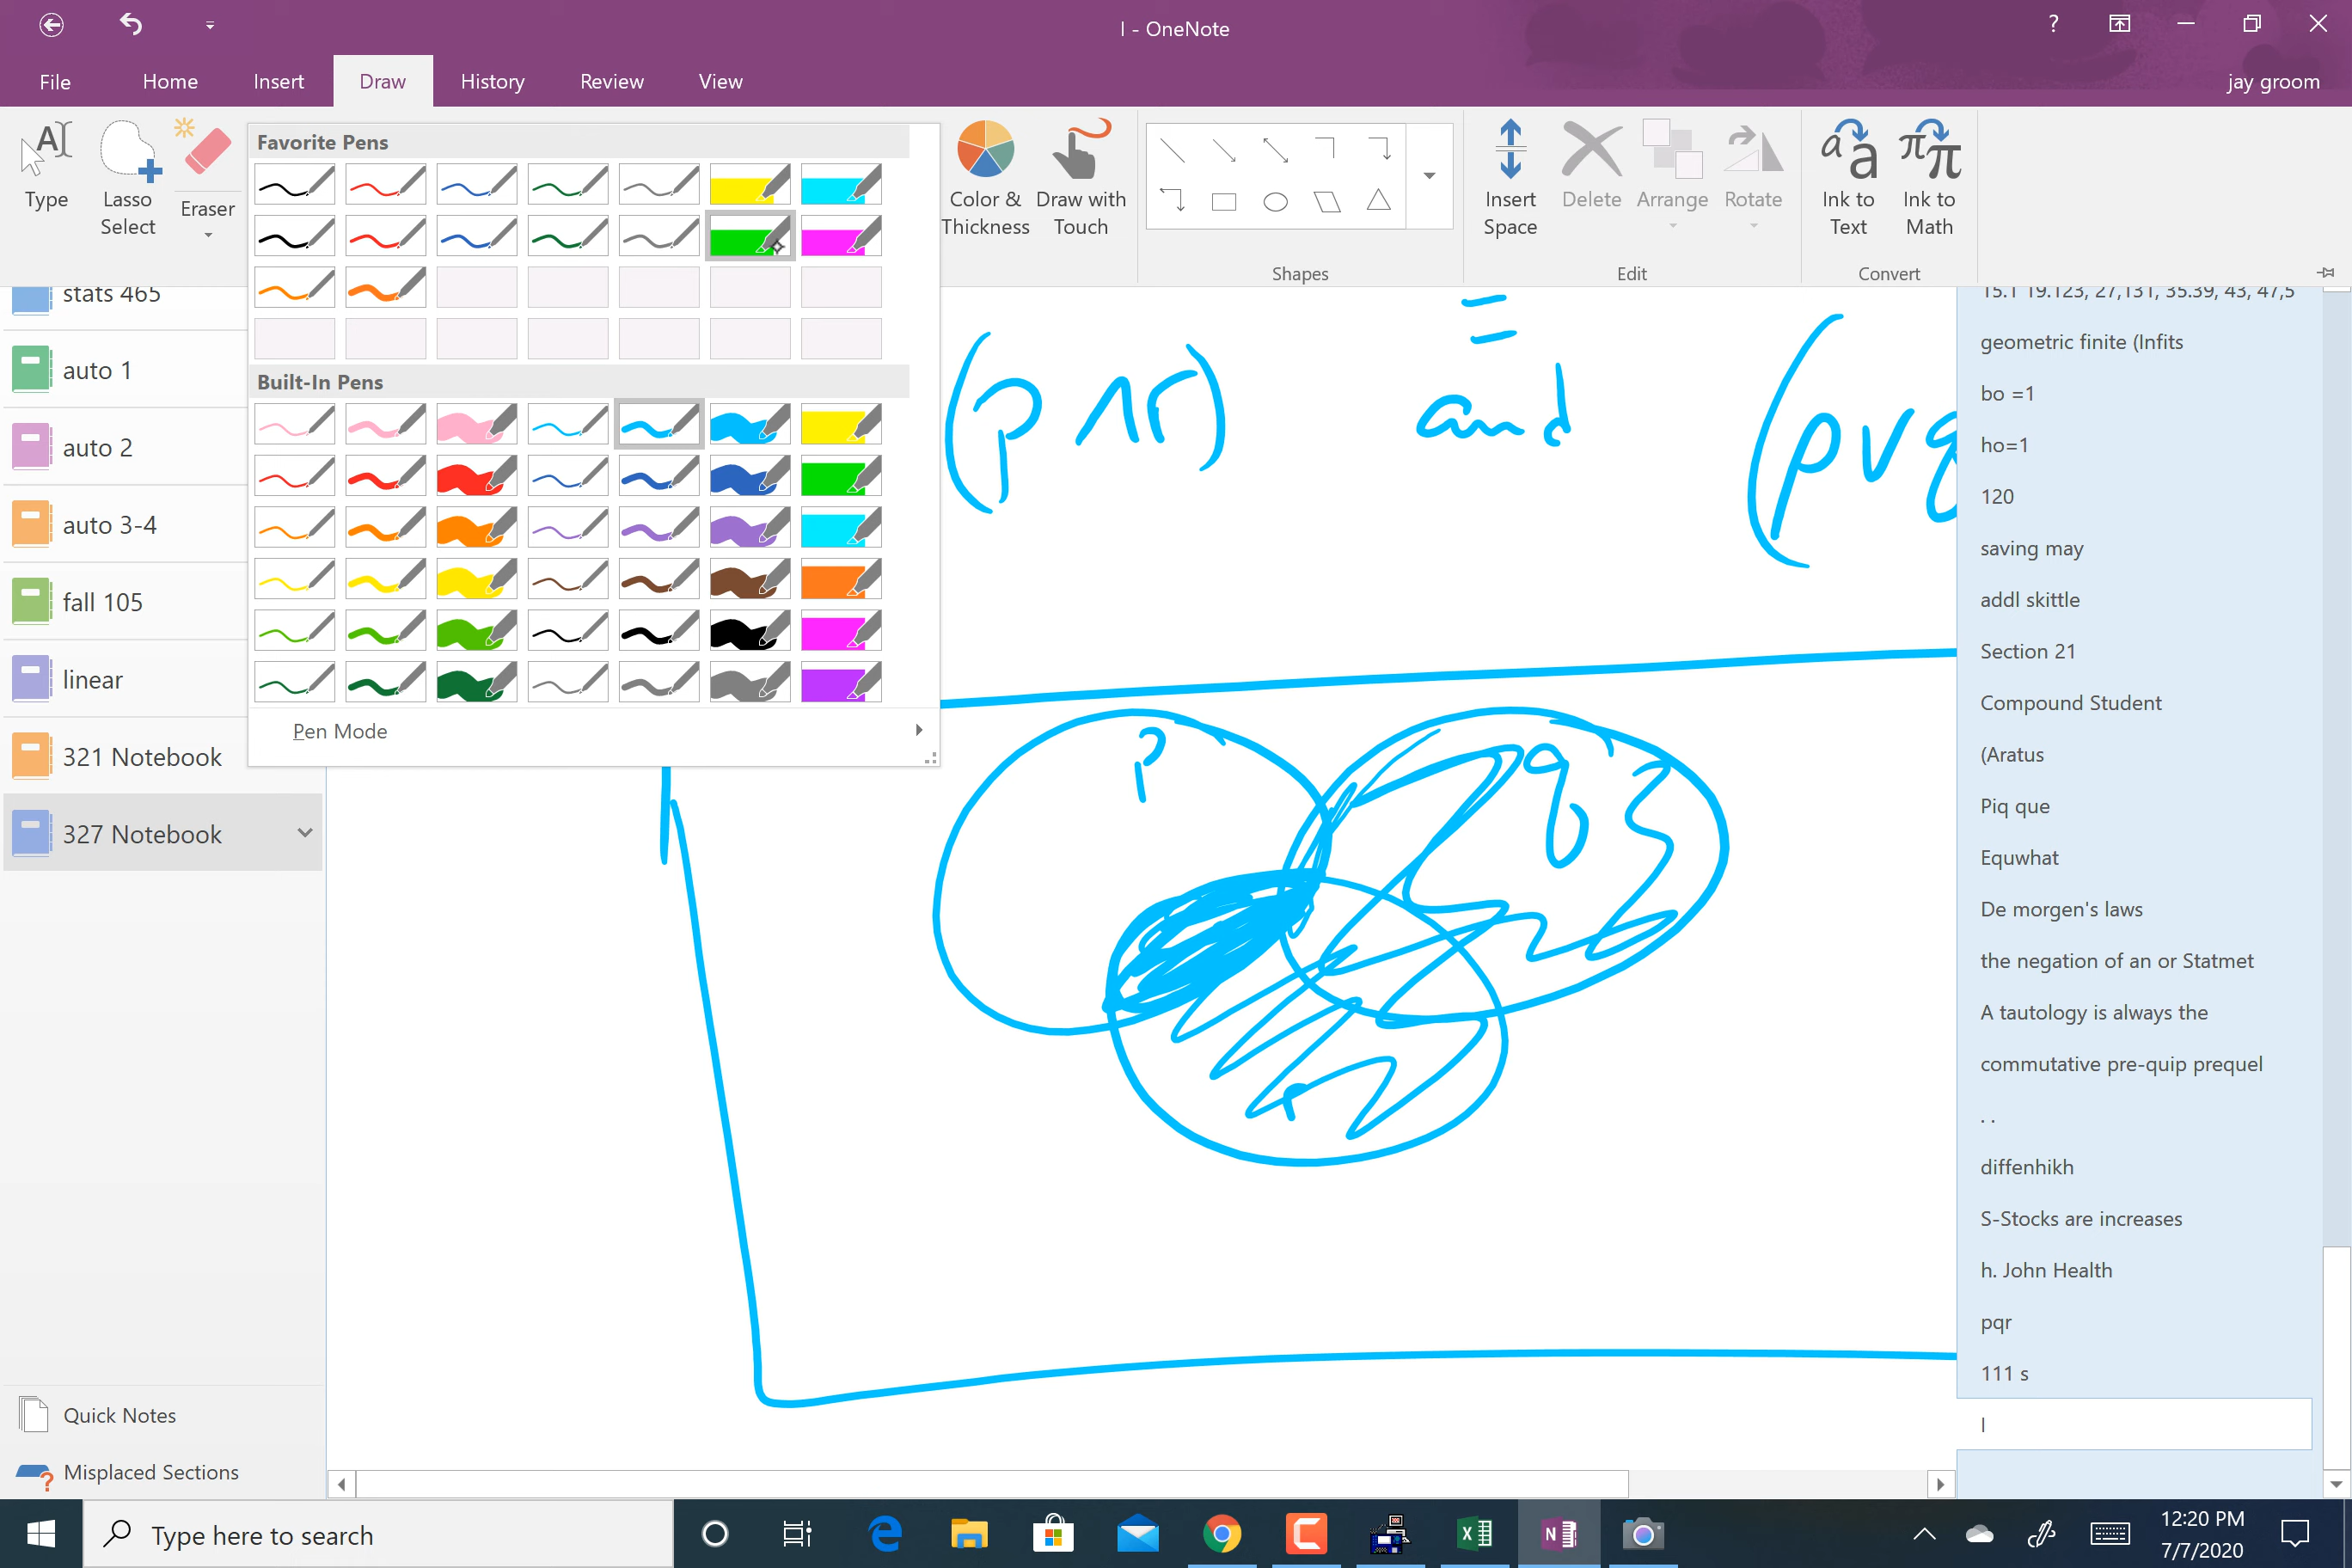 I - OneNote
?
File Home Insert Draw History Review View
jay groom
Type
Lasso Select
Eraser
Favorite Pens
Built-In Pens
Pen Mode
Color & Thickness
Draw with Touch
Shapes
Insert Space
Delete
Arrange
Rotate
Edit
Ink to Text
Ink to Math
Convert
stats 465
auto 1
auto 2
auto 3-4
fall 105
linear
321 Notebook
327 Notebook
Quick Notes
Misplaced Sections
=
(p ∧ r) and (p v q
p
q
r
15.1 19.123, 27,131, 35.39, 43, 47,5
geometric finite (Infits
bo =1
ho=1
120
saving may
addl skittle
Section 21
Compound Student
(Aratus
Piq que
Equwhat
De morgen's laws
the negation of an or Statmet
A tautology is always the
commutative pre-quip prequel
. .
diffenhikh
S-Stocks are increases
h. John Health
pqr
111 s
I
Type here to search
12:20 PM
7/7/2020